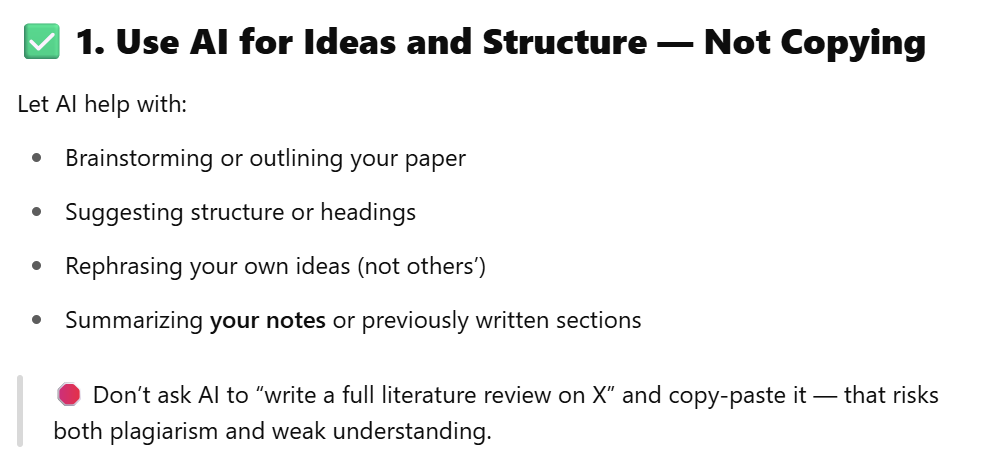 ✅ 1. Use AI for Ideas and Structure — Not Copying
Let AI help with:
• Brainstorming or outlining your paper
• Suggesting structure or headings
• Rephrasing your own ideas (not others’)
• Summarizing your notes or previously written sections
🛑 Don’t ask AI to “write a full literature review on X” and copy-paste it — that risks
both plagiarism and weak understanding.